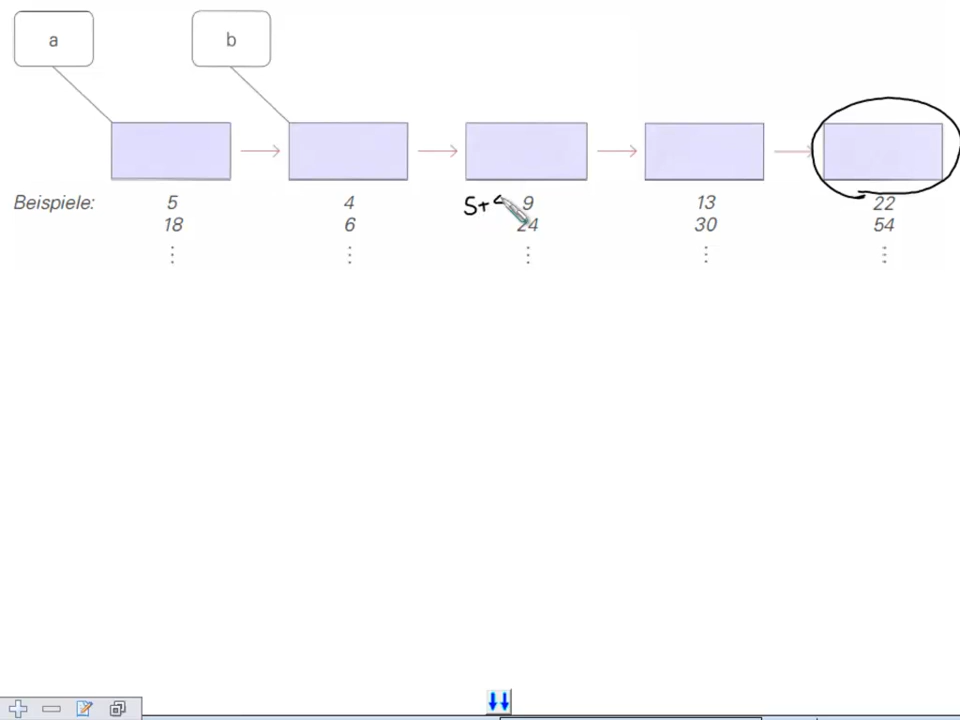 a b
Beispiele: 5 4 5+ 9 13 22
18 6 24 30 54
⋮ ⋮ ⋮ ⋮ ⋮